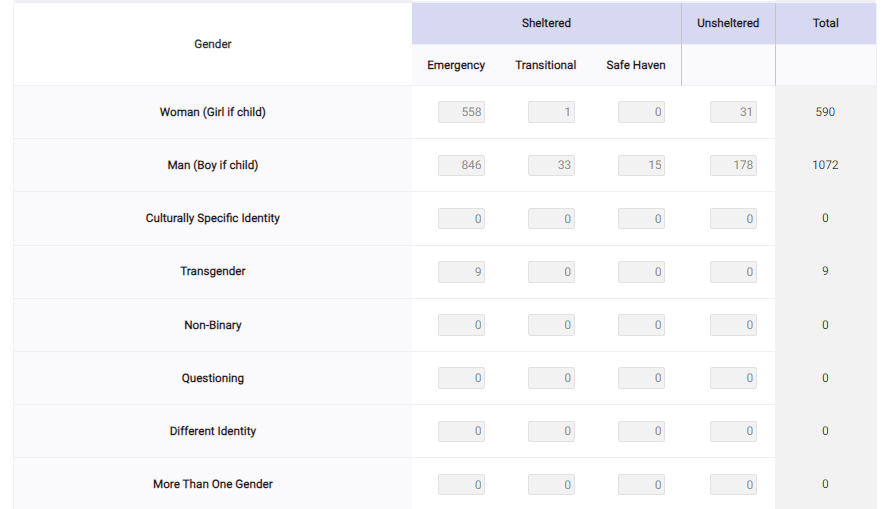 Gender Sheltered Unsheltered Total
Emergency Transitional Safe Haven
Woman (Girl if child) 558 1 0 31 590
Man (Boy if child) 846 33 15 178 1072
Culturally Specific Identity 0 0 0 0 0
Transgender 9 0 0 0 9
Non-Binary 0 0 0 0 0
Questioning 0 0 0 0 0
Different Identity 0 0 0 0 0
More Than One Gender 0 0 0 0 0